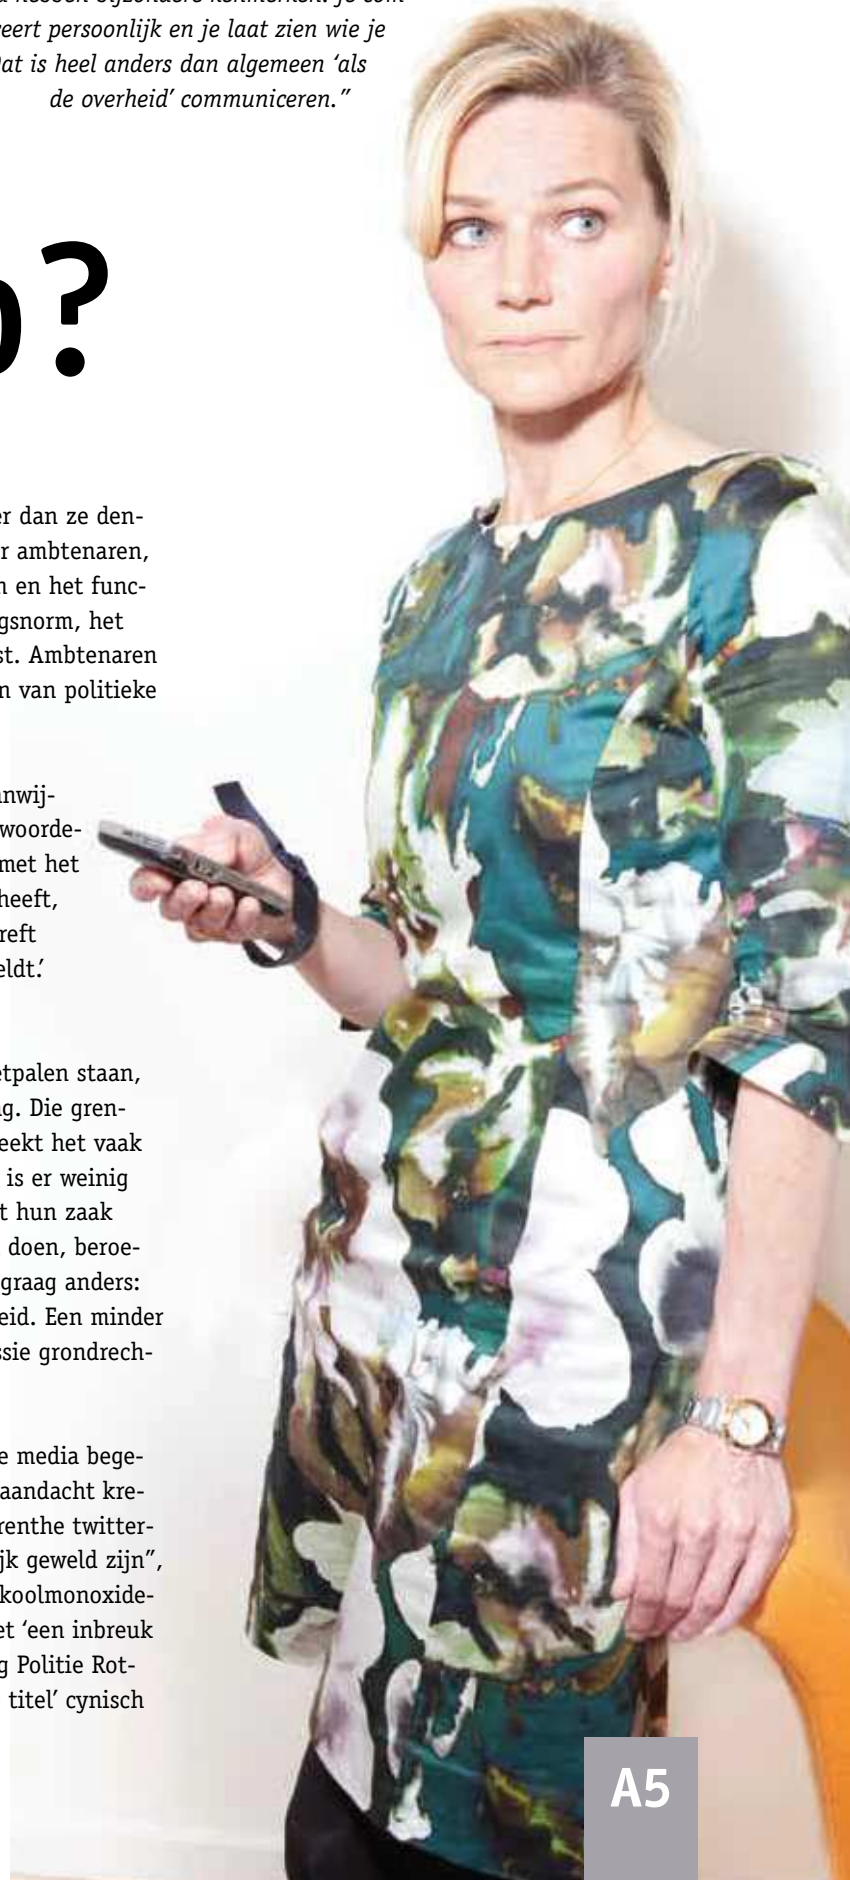 eert persoonlijk en je laat zien wie je
at is heel anders dan algemeen ‘als
de overheid’ communiceren.”
?
er dan ze den-
r ambtenaren,
n en het func-
gsnorm, het
st. Ambtenaren
n van politieke
nwij-
woorde-
met het
heeft,
reft
eldt.’
etpalen staan,
g. Die gren-
eekt het vaak
is er weinig
t hun zaak
doen, beroe-
graag anders:
eid. Een minder
ssie grondrech-
e media bege-
aandacht kre-
renthe twitter-
jk geweld zijn”,
koolmonoxide-
et ‘een inbreuk
g Politie Rot-
titel’ cynisch
A5